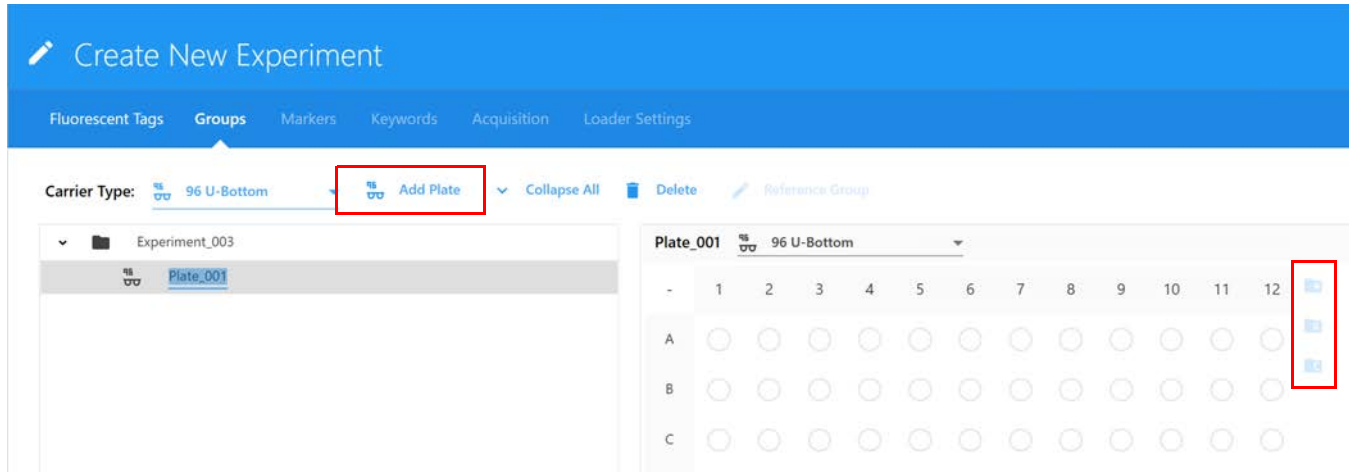 Create New Experiment
Fluorescent Tags Groups Markers Keywords Acquisition Loader Settings
Carrier Type: 96 U-Bottom Add Plate Collapse All Delete Reference Group
Experiment_003
Plate_001
Plate_001 96 U-Bottom
- 1 2 3 4 5 6 7 8 9 10 11 12
A
B
C